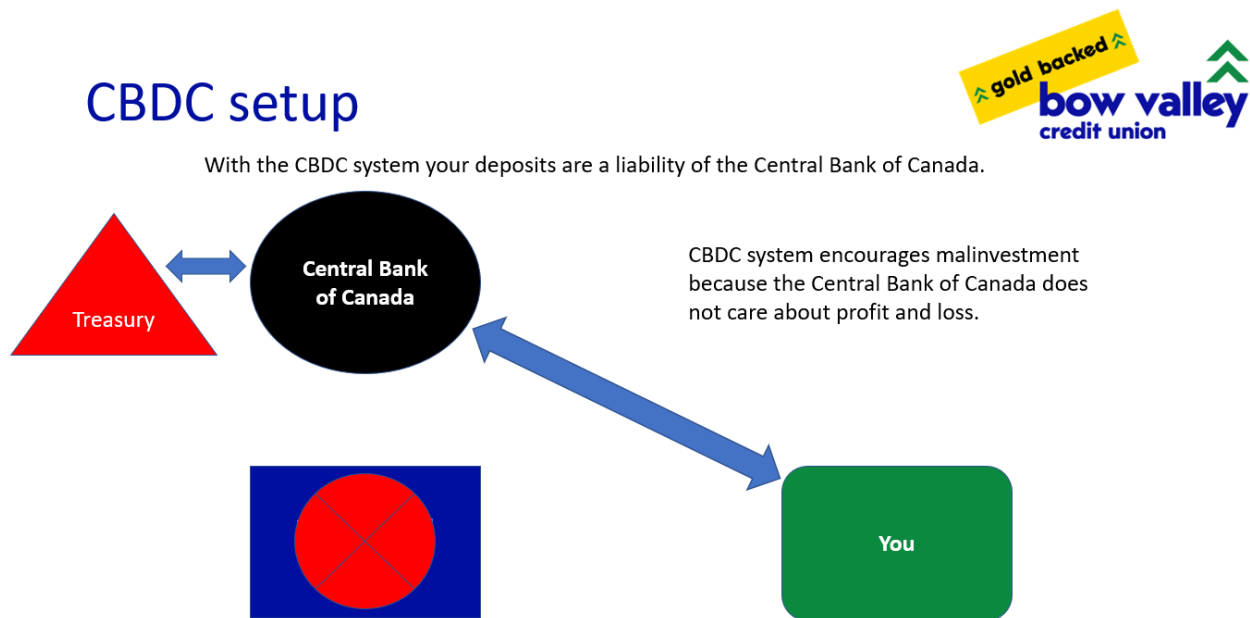 gold backed
bow valley
credit union
CBDC setup
With the CBDC system your deposits are a liability of the Central Bank of Canada.
Central Bank
of Canada
Treasury
CBDC system encourages malinvestment
because the Central Bank of Canada does
not care about profit and loss.
You